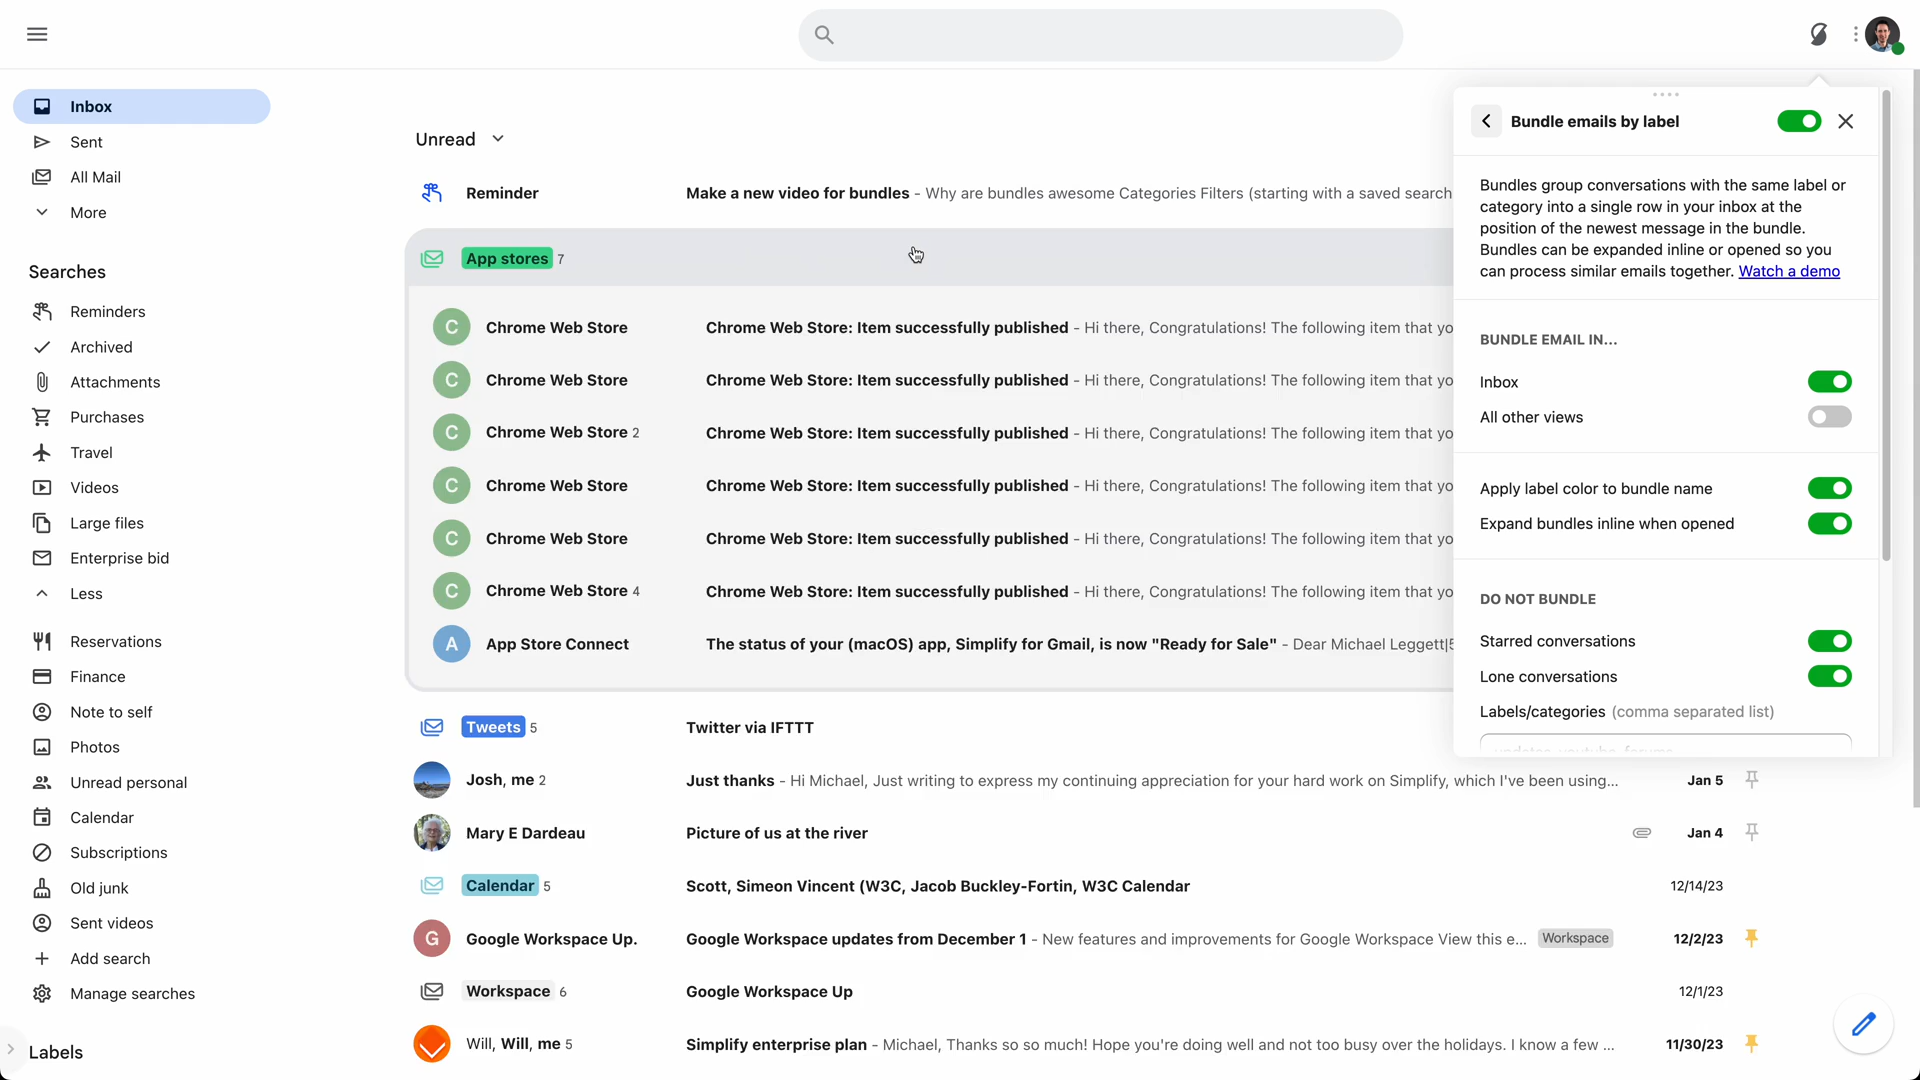 Inbox
Sent
All Mail
More
Searches
Reminders
Archived
Attachments
Purchases
Travel
Videos
Large files
Enterprise bid
Less
Reservations
Finance
Note to self
Photos
Unread personal
Calendar
Subscriptions
Old junk
Sent videos
Add search
Manage searches
Labels
Unread
Reminder Make a new video for bundles - Why are bundles awesome Categories Filters (starting with a saved search
App stores 7
C Chrome Web Store Chrome Web Store: Item successfully published - Hi there, Congratulations! The following item that yo
C Chrome Web Store Chrome Web Store: Item successfully published - Hi there, Congratulations! The following item that yo
C Chrome Web Store 2 Chrome Web Store: Item successfully published - Hi there, Congratulations! The following item that yo
C Chrome Web Store Chrome Web Store: Item successfully published - Hi there, Congratulations! The following item that yo
C Chrome Web Store Chrome Web Store: Item successfully published - Hi there, Congratulations! The following item that yo
C Chrome Web Store 4 Chrome Web Store: Item successfully published - Hi there, Congratulations! The following item that yo
A App Store Connect The status of your (macOS) app, Simplify for Gmail, is now "Ready for Sale" - Dear Michael Leggett|5
Tweets 5 Twitter via IFTTT
Josh, me 2 Just thanks - Hi Michael, Just writing to express my continuing appreciation for your hard work on Simplify, which I've been using... Jan 5
Mary E Dardeau Picture of us at the river Jan 4
Calendar 5 Scott, Simeon Vincent (W3C, Jacob Buckley-Fortin, W3C Calendar 12/14/23
G Google Workspace Up. Google Workspace updates from December 1 - New features and improvements for Google Workspace View this e... Workspace 12/2/23
Workspace 6 Google Workspace Up 12/1/23
Will, Will, me 5 Simplify enterprise plan - Michael, Thanks so so much! Hope you're doing well and not too busy over the holidays. I know a few ... 11/30/23
Bundle emails by label
Bundles group conversations with the same label or
category into a single row in your inbox at the
position of the newest message in the bundle.
Bundles can be expanded inline or opened so you
can process similar emails together. Watch a demo
BUNDLE EMAIL IN...
Inbox
All other views
Apply label color to bundle name
Expand bundles inline when opened
DO NOT BUNDLE
Starred conversations
Lone conversations
Labels/categories (comma separated list)
updates, youtube, forums